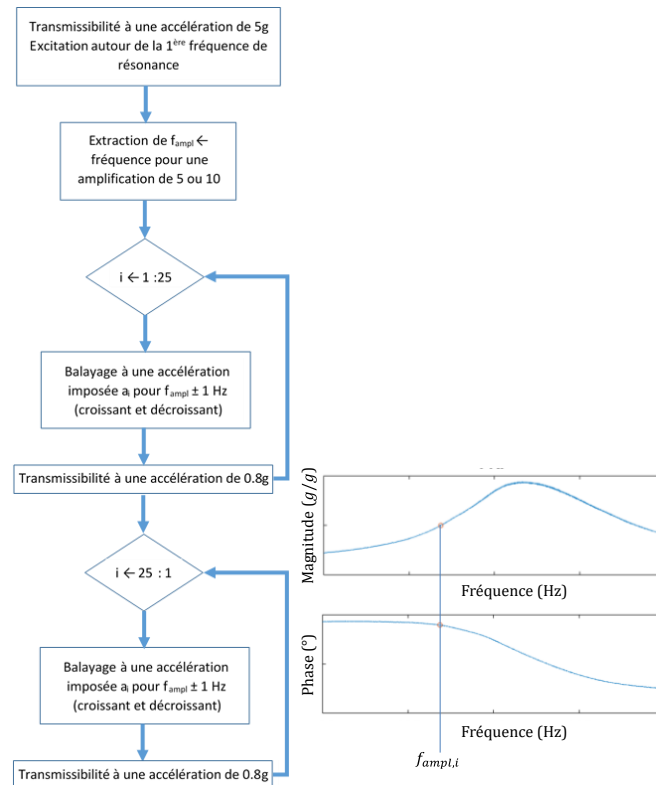 Transmissibilité à une accélération de 5g
Excitation autour de la 1ère fréquence de
résonance
Extraction de fampl ←
fréquence pour une
amplification de 5 ou 10
i ← 1 :25
Balayage à une accélération
imposée ai pour fampl ± 1 Hz
(croissant et décroissant)
Transmissibilité à une accélération de 0.8g
i ← 25 : 1
Balayage à une accélération
imposée ai pour fampl ± 1 Hz
(croissant et décroissant)
Transmissibilité à une accélération de 0.8g
Magnitude (g/g)
Fréquence (Hz)
Phase (°)
Fréquence (Hz)
fampl,i